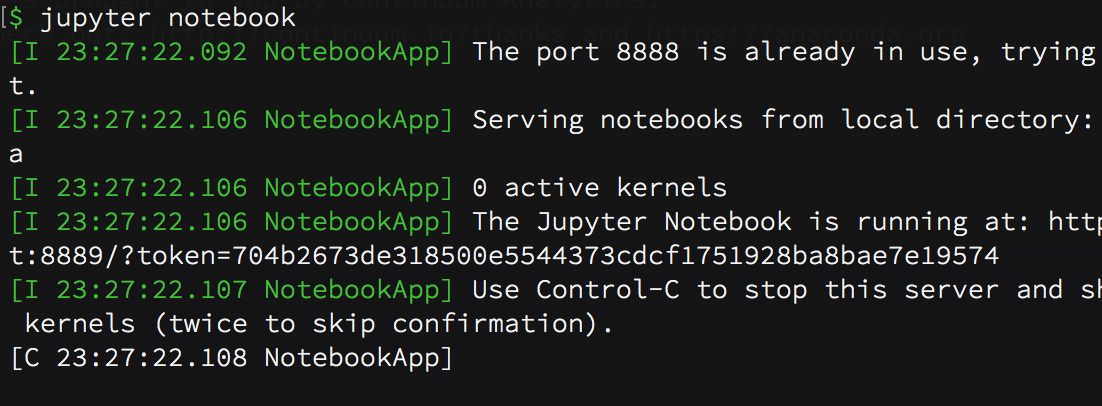 $ jupyter notebook
[I 23:27:22.092 NotebookApp] The port 8888 is already in use, trying
t.
[I 23:27:22.106 NotebookApp] Serving notebooks from local directory:
a
[I 23:27:22.106 NotebookApp] 0 active kernels
[I 23:27:22.106 NotebookApp] The Jupyter Notebook is running at: http
t:8889/?token=704b2673de318500e5544373cdcf1751928ba8bae7e19574
[I 23:27:22.107 NotebookApp] Use Control-C to stop this server and sh
kernels (twice to skip confirmation).
[C 23:27:22.108 NotebookApp]